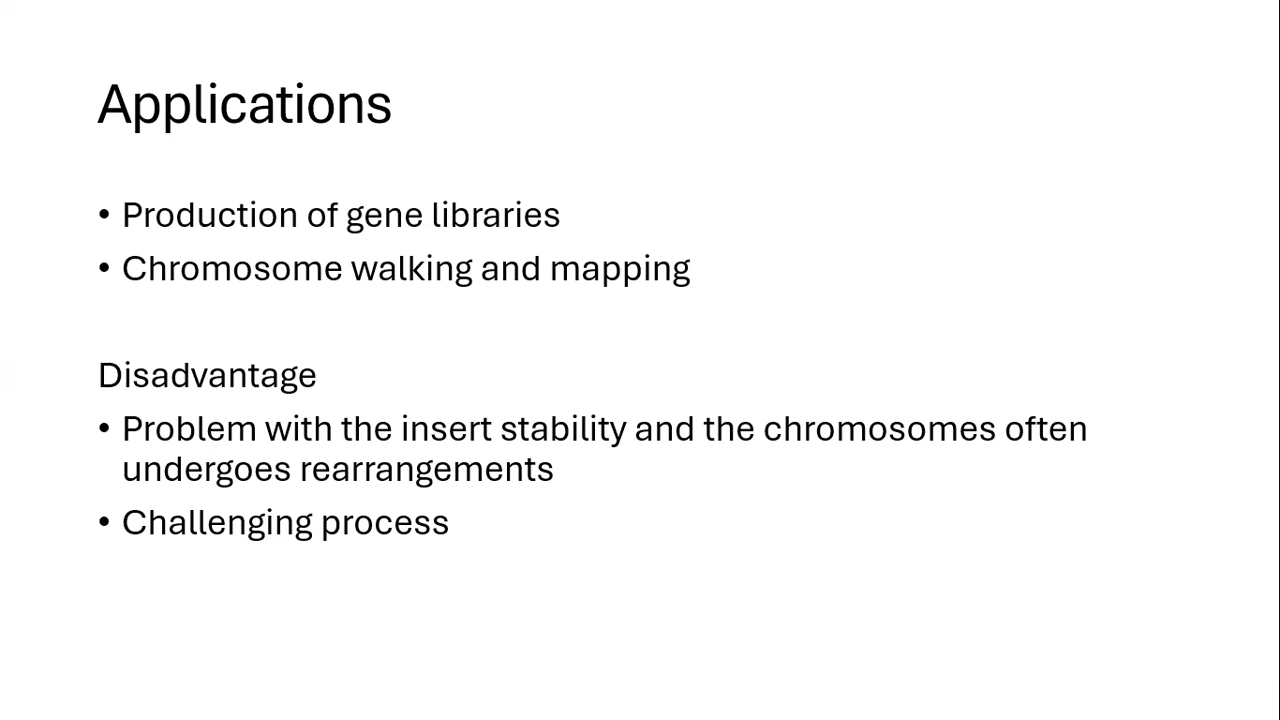 Applications
• Production of gene libraries
• Chromosome walking and mapping
Disadvantage
• Problem with the insert stability and the chromosomes often
undergoes rearrangements
• Challenging process